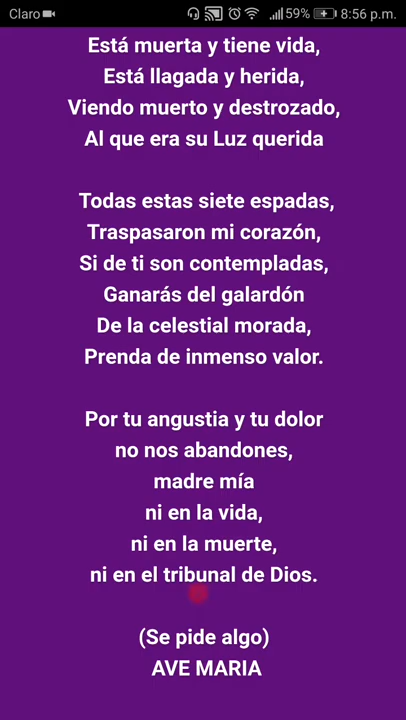 Claro 59% 8:56 p.m.
Está muerta y tiene vida,
Está llagada y herida,
Viendo muerto y destrozado,
Al que era su Luz querida
Todas estas siete espadas,
Traspasaron mi corazón,
Si de ti son contempladas,
Ganarás del galardón
De la celestial morada,
Prenda de inmenso valor.
Por tu angustia y tu dolor
no nos abandones,
madre mía
ni en la vida,
ni en la muerte,
ni en el tribunal de Dios.
(Se pide algo)
AVE MARIA